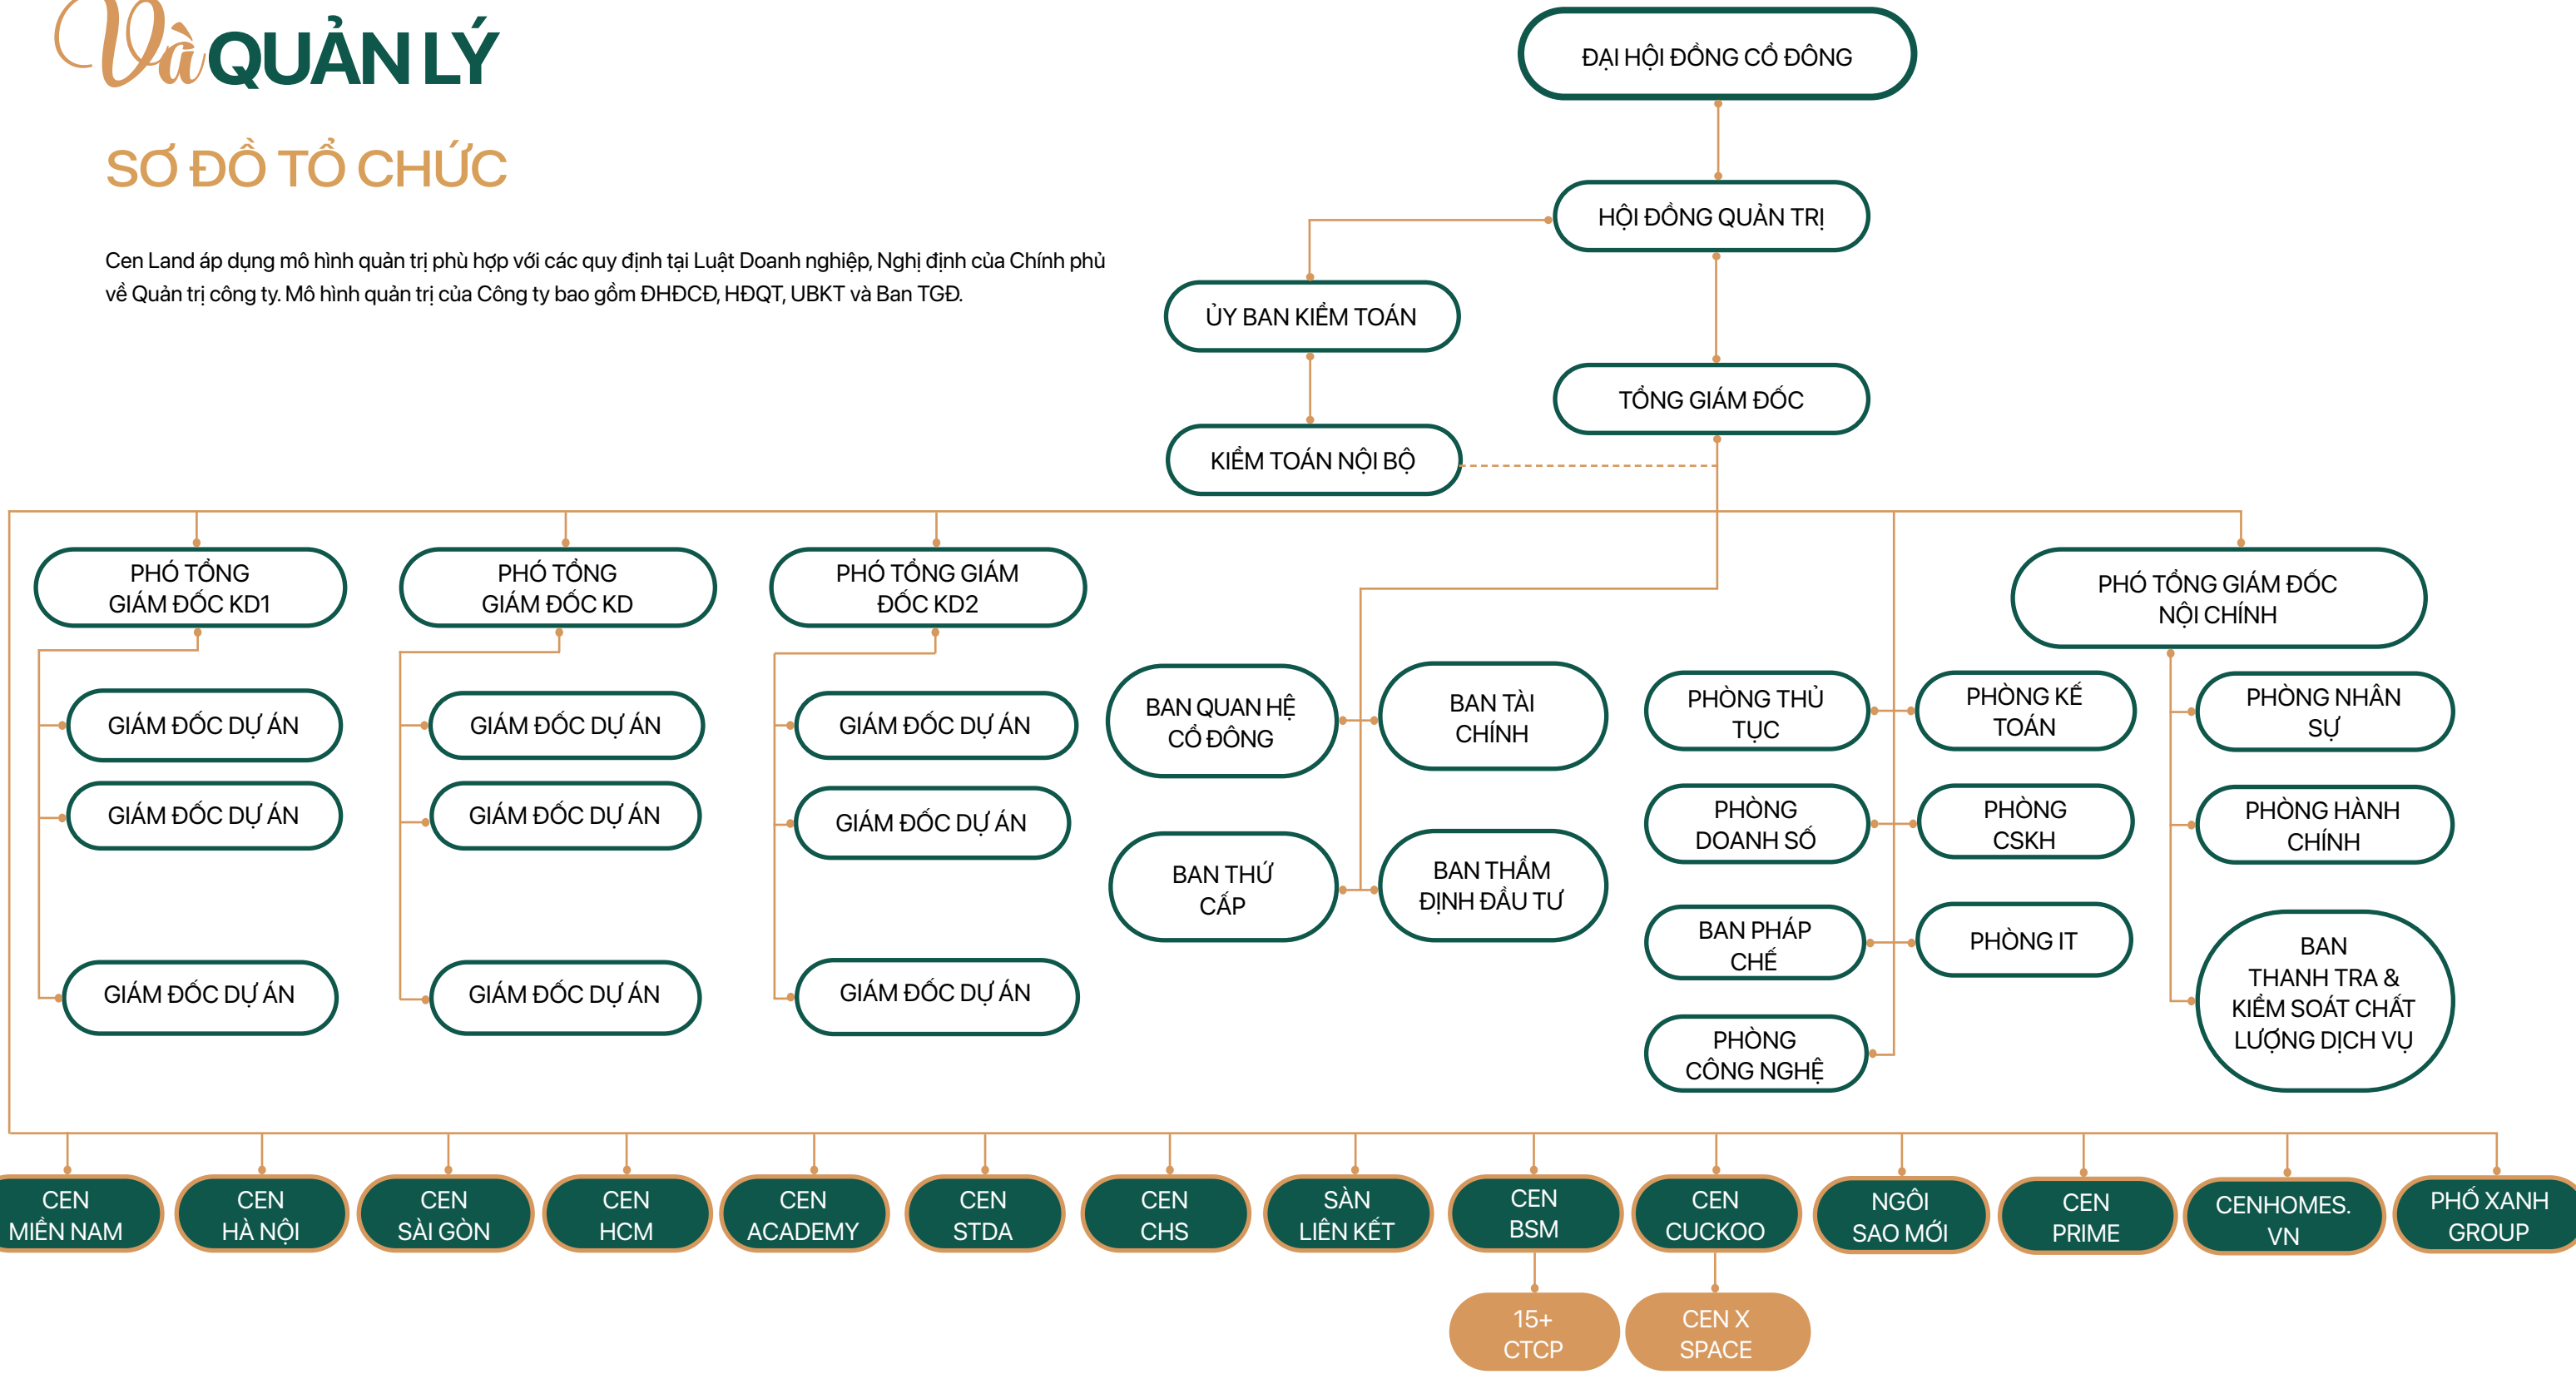 Và QUẢN LÝ
SƠ ĐỒ TỔ CHỨC
Cen Land áp dụng mô hình quản trị phù hợp với các quy định tại Luật Doanh nghiệp, Nghị định của Chính phủ
về Quản trị công ty. Mô hình quản trị của Công ty bao gồm ĐHĐCĐ, HĐQT, UBKT và Ban TGĐ.
ĐẠI HỘI ĐỒNG CỔ ĐÔNG
HỘI ĐỒNG QUẢN TRỊ
ỦY BAN KIỂM TOÁN
TỔNG GIÁM ĐỐC
KIỂM TOÁN NỘI BỘ
PHÓ TỔNG
GIÁM ĐỐC KD1
GIÁM ĐỐC DỰ ÁN
GIÁM ĐỐC DỰ ÁN
GIÁM ĐỐC DỰ ÁN
PHÓ TỔNG
GIÁM ĐỐC KD
GIÁM ĐỐC DỰ ÁN
GIÁM ĐỐC DỰ ÁN
GIÁM ĐỐC DỰ ÁN
PHÓ TỔNG GIÁM
ĐỐC KD2
GIÁM ĐỐC DỰ ÁN
GIÁM ĐỐC DỰ ÁN
GIÁM ĐỐC DỰ ÁN
BAN QUAN HỆ
CỔ ĐÔNG
BAN TÀI
CHÍNH
BAN THỨ
CẤP
BAN THẨM
ĐỊNH ĐẦU TƯ
PHÒNG THỦ
TỤC
PHÒNG KẾ
TOÁN
PHÒNG
DOANH SỐ
PHÒNG
CSKH
BAN PHÁP
CHẾ
PHÒNG IT
PHÒNG
CÔNG NGHỆ
PHÓ TỔNG GIÁM ĐỐC
NỘI CHÍNH
PHÒNG NHÂN
SỰ
PHÒNG HÀNH
CHÍNH
BAN
THANH TRA &
KIỂM SOÁT CHẤT
LƯỢNG DỊCH VỤ
CEN
MIỀN NAM
CEN
HÀ NỘI
CEN
SÀI GÒN
CEN
HCM
CEN
ACADEMY
CEN
STDA
CEN
CHS
SÀN
LIÊN KẾT
CEN
BSM
CEN
CUCKOO
NGÔI
SAO MỚI
CEN
PRIME
CENHOMES.
VN
PHỐ XANH
GROUP
15+
CTCP
CEN X
SPACE